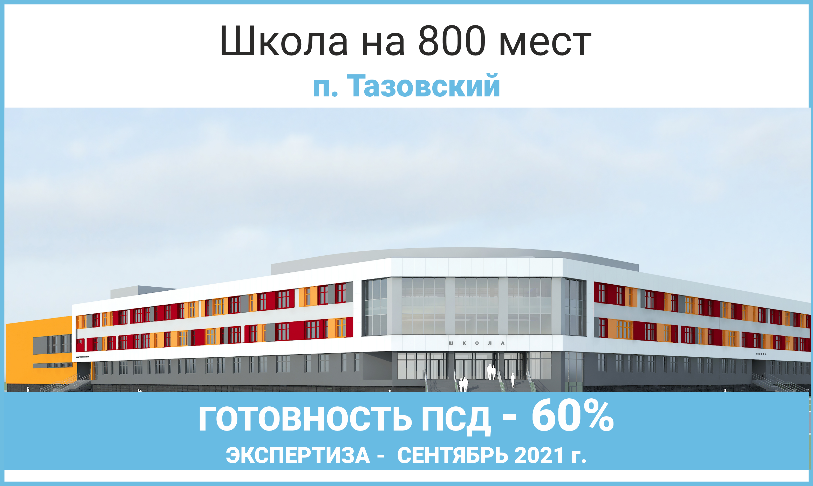 Школа на 800 мест
п. Тазовский
ШКОЛА
ГОТОВНОСТЬ ПСД - 60%
ЭКСПЕРТИЗА - СЕНТЯБРЬ 2021 г.